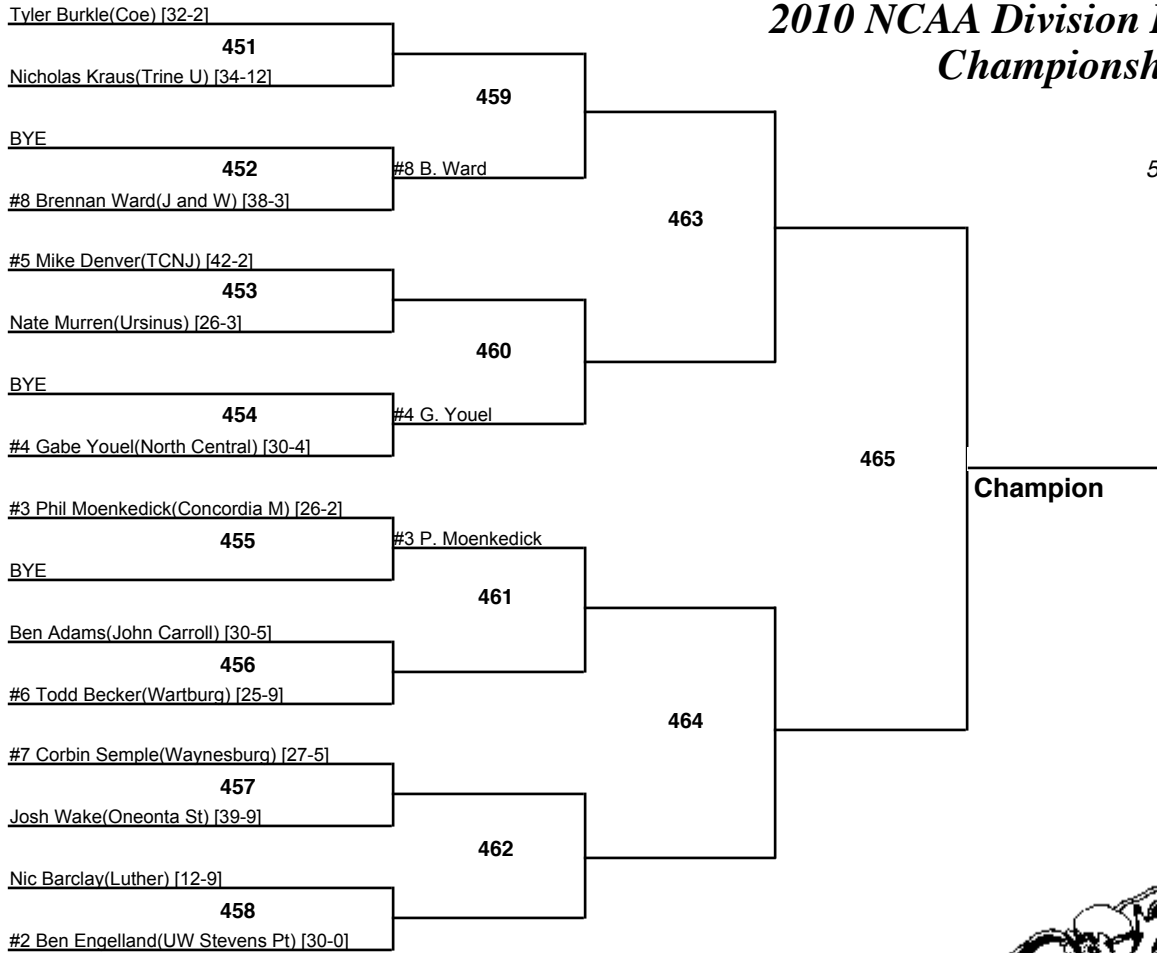 Tyler Burkle(Coe) [32-2]
451
Nicholas Kraus(Trine U) [34-12]
459
BYE
452
#8 B. Ward
#8 Brennan Ward(J and W) [38-3]
463
#5 Mike Denver(TCNJ) [42-2]
453
Nate Murren(Ursinus) [26-3]
460
BYE
454
#4 G. Youel
#4 Gabe Youel(North Central) [30-4]
465
Champion
#3 Phil Moenkedick(Concordia M) [26-2]
455
#3 P. Moenkedick
BYE
461
Ben Adams(John Carroll) [30-5]
456
#6 Todd Becker(Wartburg) [25-9]
464
#7 Corbin Semple(Waynesburg) [27-5]
457
Josh Wake(Oneonta St) [39-9]
462
Nic Barclay(Luther) [12-9]
458
#2 Ben Engelland(UW Stevens Pt) [30-0]
2010 NCAA Division
Championsh
5